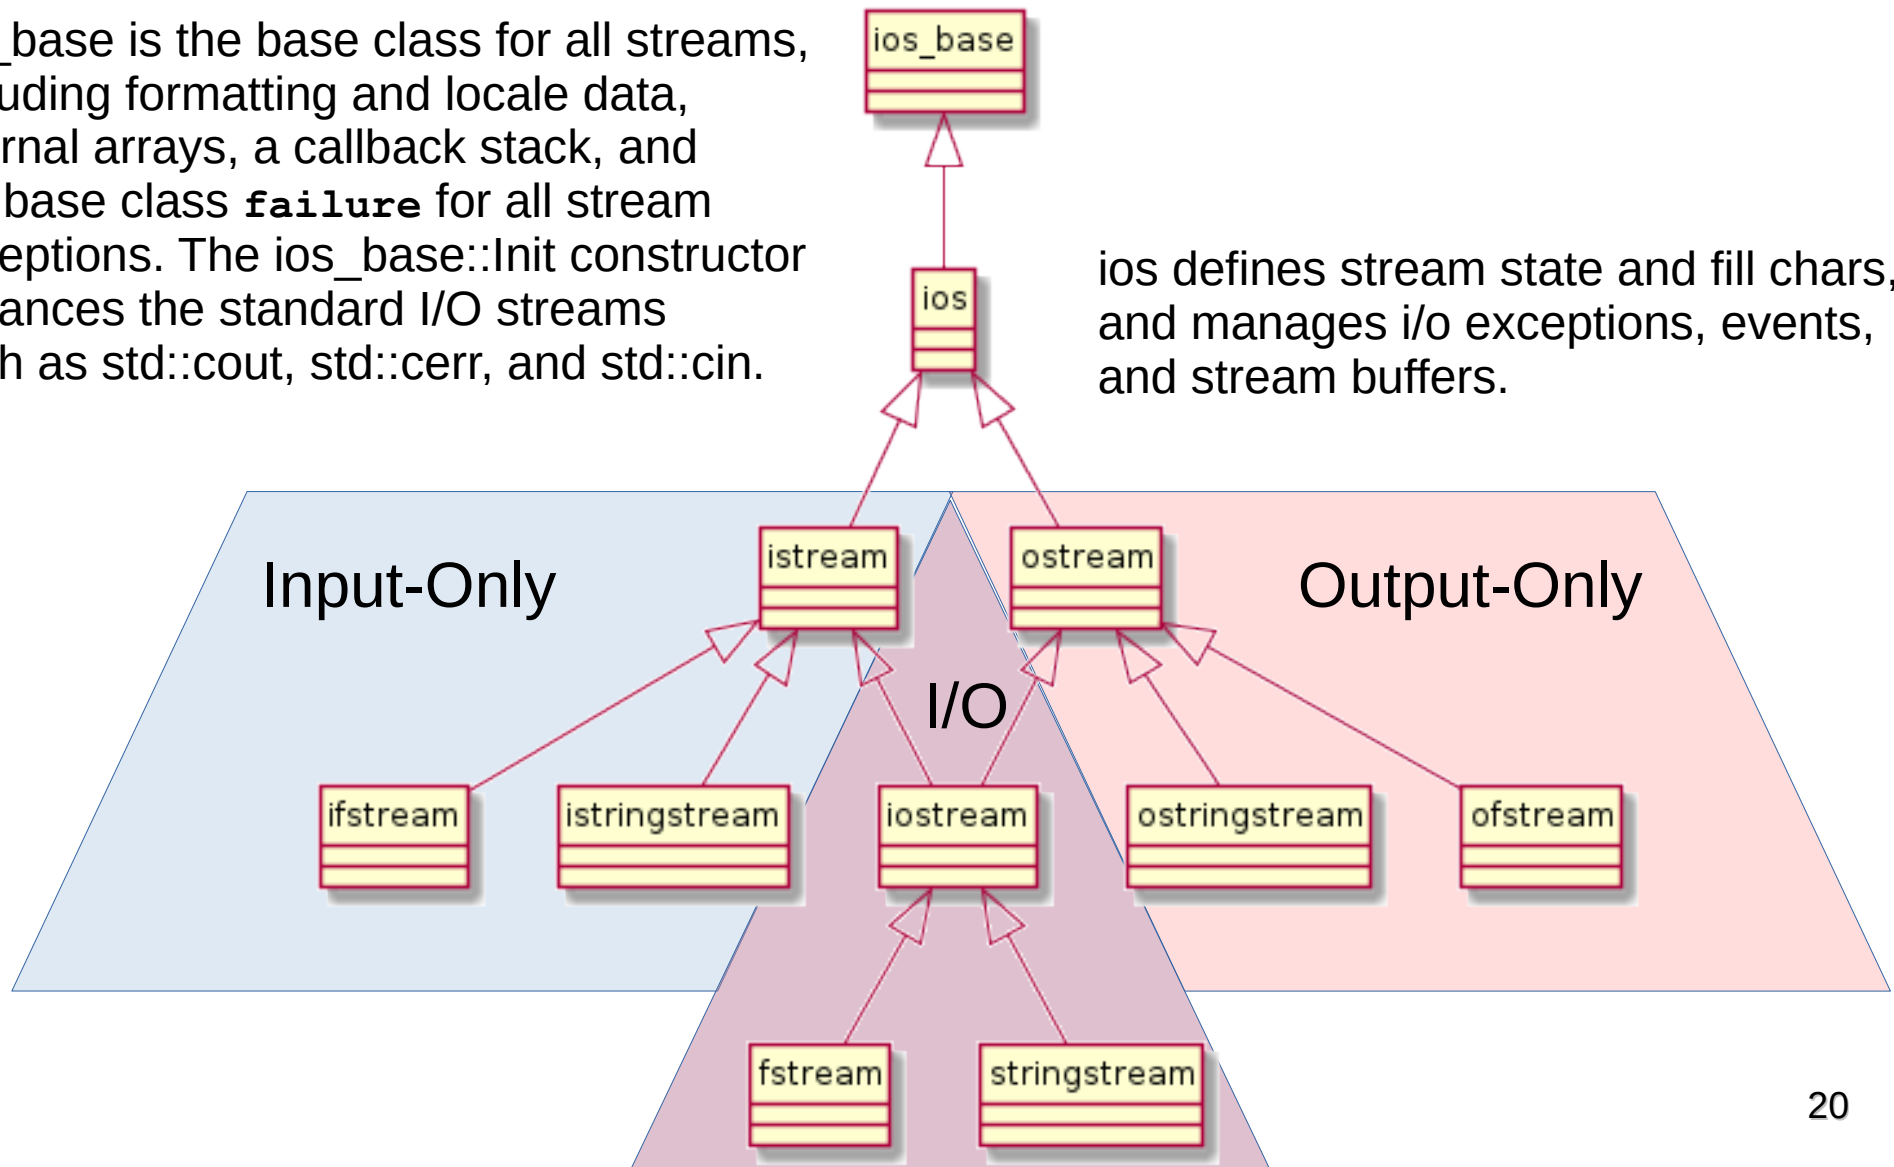 _base is the base class for all streams,
uding formatting and locale data,
rnal arrays, a callback stack, and
base class failure for all stream
eptions. The ios_base::Init constructor
ances the standard I/O streams
h as std::cout, std::cerr, and std::cin.
ios_base
ios
ios defines stream state and fill chars,
and manages i/o exceptions, events,
and stream buffers.
Input-Only
istream
ostream
Output-Only
I/O
ifstream
istringstream
iostream
ostringstream
ofstream
fstream
stringstream
20